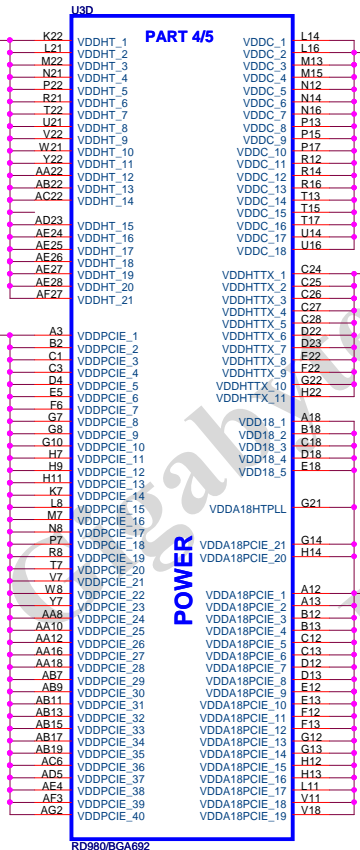 U3D
PART 4/5
K22 VDDHT_1
L21 VDDHT_2
M22 VDDHT_3
N21 VDDHT_4
P22 VDDHT_5
R21 VDDHT_6
T22 VDDHT_7
U21 VDDHT_8
V22 VDDHT_9
W21 VDDHT_10
Y22 VDDHT_11
AA22 VDDHT_12
AB22 VDDHT_13
AC22 VDDHT_14
AD23 VDDHT_15
AE24 VDDHT_16
AE25 VDDHT_17
AE26 VDDHT_18
AE27 VDDHT_19
AE28 VDDHT_20
AF27 VDDHT_21
A3 VDDPCIE_1
B2 VDDPCIE_2
C1 VDDPCIE_3
C3 VDDPCIE_4
D4 VDDPCIE_5
E5 VDDPCIE_6
F6 VDDPCIE_7
G7 VDDPCIE_8
G8 VDDPCIE_9
G10 VDDPCIE_10
H7 VDDPCIE_11
H9 VDDPCIE_12
H11 VDDPCIE_13
K7 VDDPCIE_14
L8 VDDPCIE_15
M7 VDDPCIE_16
N8 VDDPCIE_17
P7 VDDPCIE_18
R8 VDDPCIE_19
T7 VDDPCIE_20
V7 VDDPCIE_21
W8 VDDPCIE_22
Y7 VDDPCIE_23
AA8 VDDPCIE_24
AA10 VDDPCIE_25
AA12 VDDPCIE_26
AA16 VDDPCIE_27
AA18 VDDPCIE_28
AB7 VDDPCIE_29
AB9 VDDPCIE_30
AB11 VDDPCIE_31
AB13 VDDPCIE_32
AB15 VDDPCIE_33
AB17 VDDPCIE_34
AB19 VDDPCIE_35
AC6 VDDPCIE_36
AD5 VDDPCIE_37
AE4 VDDPCIE_38
AF3 VDDPCIE_39
AG2 VDDPCIE_40
POWER
VDDC_1 L14
VDDC_2 L16
VDDC_3 M13
VDDC_4 M15
VDDC_5 N12
VDDC_6 N14
VDDC_7 N16
VDDC_8 P13
VDDC_9 P15
VDDC_10 P17
VDDC_11 R12
VDDC_12 R14
VDDC_13 R16
VDDC_14 T13
VDDC_15 T15
VDDC_16 T17
VDDC_17 U14
VDDC_18 U16
VDDHTTX_1 C24
VDDHTTX_2 C25
VDDHTTX_3 C26
VDDHTTX_4 C27
VDDHTTX_5 C28
VDDHTTX_6 D22
VDDHTTX_7 D23
VDDHTTX_8 E22
VDDHTTX_9 F22
VDDHTTX_10 G22
VDDHTTX_11 H22
VDD18_1 A18
VDD18_2 B18
VDD18_3 C18
VDD18_4 D18
VDD18_5 E18
VDDA18HTPLL G21
VDDA18PCIE_21 G14
VDDA18PCIE_20 H14
VDDA18PCIE_1 A12
VDDA18PCIE_2 A13
VDDA18PCIE_3 B12
VDDA18PCIE_4 B13
VDDA18PCIE_5 C12
VDDA18PCIE_6 C13
VDDA18PCIE_7 D12
VDDA18PCIE_8 D13
VDDA18PCIE_9 E12
VDDA18PCIE_10 E13
VDDA18PCIE_11 F12
VDDA18PCIE_12 F13
VDDA18PCIE_13 G12
VDDA18PCIE_14 G13
VDDA18PCIE_15 H12
VDDA18PCIE_16 H13
VDDA18PCIE_17 L11
VDDA18PCIE_18 V11
VDDA18PCIE_19 V18
RD980/BGA692
Gigabyte